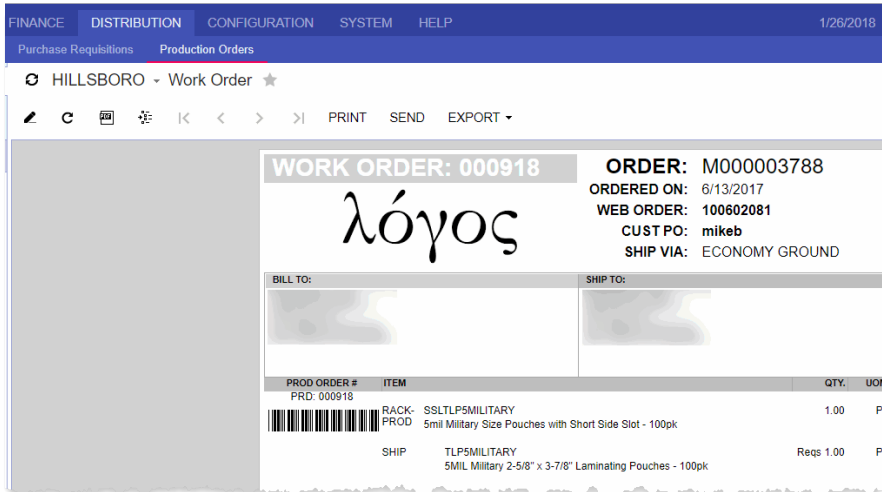 FINANCE DISTRIBUTION CONFIGURATION SYSTEM HELP 1/26/2018
Purchase Requisitions Production Orders
HILLSBORO - Work Order
PRINT SEND EXPORT
WORK ORDER: 000918
λόγος
ORDER: M000003788
ORDERED ON: 6/13/2017
WEB ORDER: 100602081
CUST PO: mikeb
SHIP VIA: ECONOMY GROUND
BILL TO: SHIP TO:
PROD ORDER # ITEM QTY. UOM
PRD: 000918
RACK-PROD SSLTLP5MILITARY 1.00 P
5mil Military Size Pouches with Short Side Slot - 100pk
SHIP TLP5MILITARY Reqs 1.00 P
5MIL Military 2-5/8" x 3-7/8" Laminating Pouches - 100pk